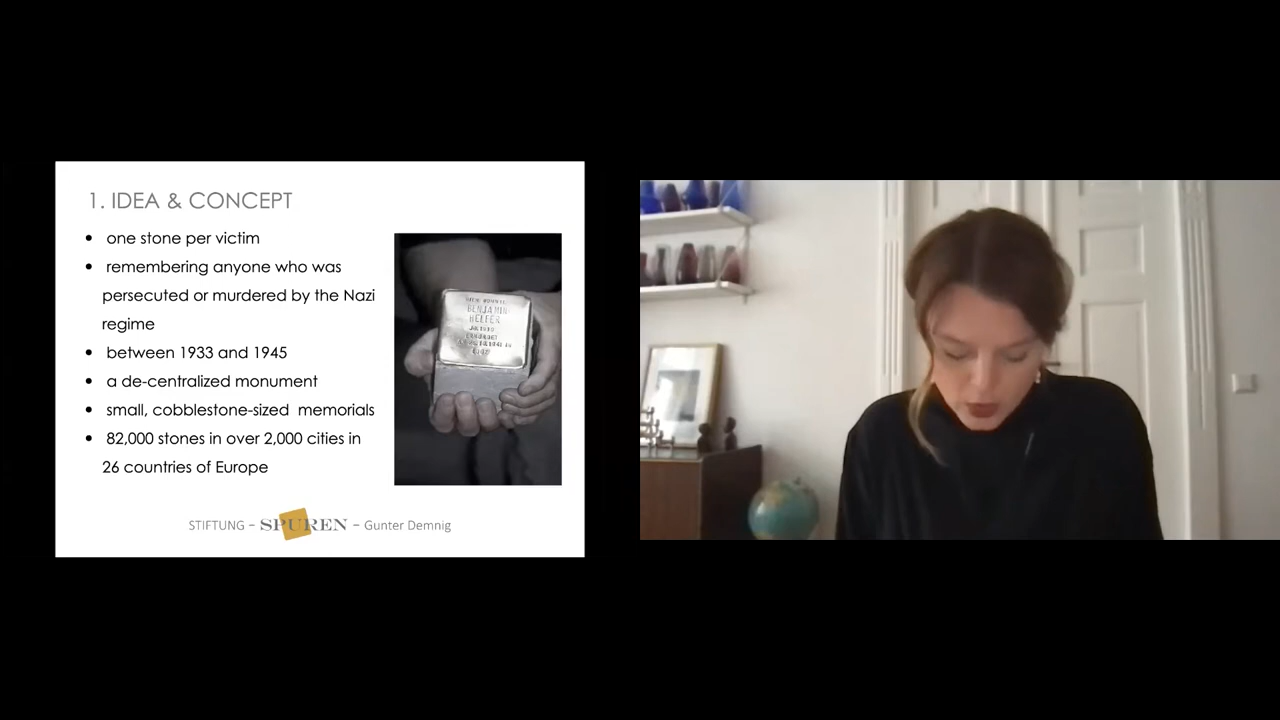 1. IDEA & CONCEPT
• one stone per victim
• remembering anyone who was
persecuted or murdered by the Nazi
regime
• between 1933 and 1945
• a de-centralized monument
• small, cobblestone-sized memorials
• 82,000 stones in over 2,000 cities in
26 countries of Europe
BENJAMIN
HELFER
STIFTUNG – SPUREN – Gunter Demnig